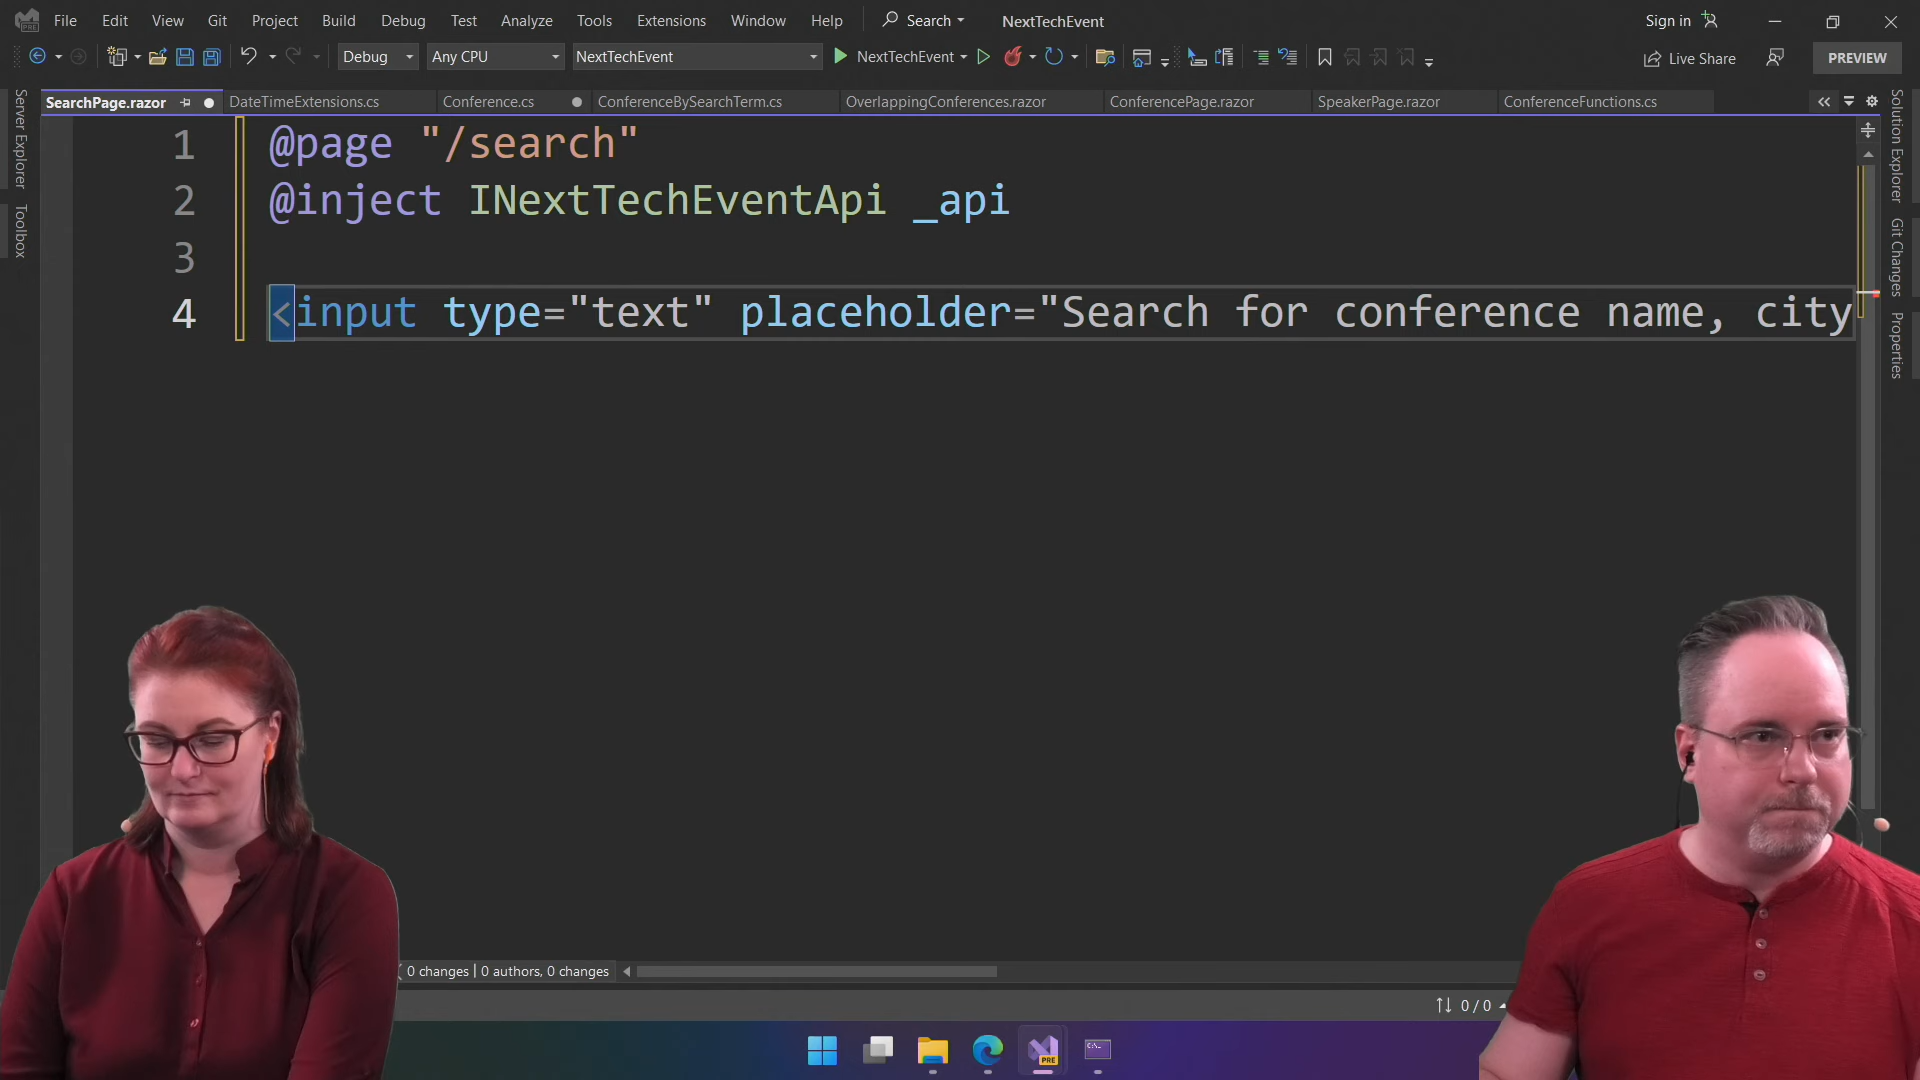 File Edit View Git Project Build Debug Test Analyze Tools Extensions Window Help Search NextTechEvent Sign in
Debug Any CPU NextTechEvent NextTechEvent Live Share PREVIEW
SearchPage.razor DateTimeExtensions.cs Conference.cs ConferenceBySearchTerm.cs OverlappingConferences.razor ConferencePage.razor SpeakerPage.razor ConferenceFunctions.cs
Server Explorer
Toolbox
1 @page "/search"
2 @inject INextTechEventApi _api
3
4 <input type="text" placeholder="Search for conference name, city
Solution Explorer
Git Changes
Properties
0 changes | 0 authors, 0 changes
0 / 0
PRE
C:\_